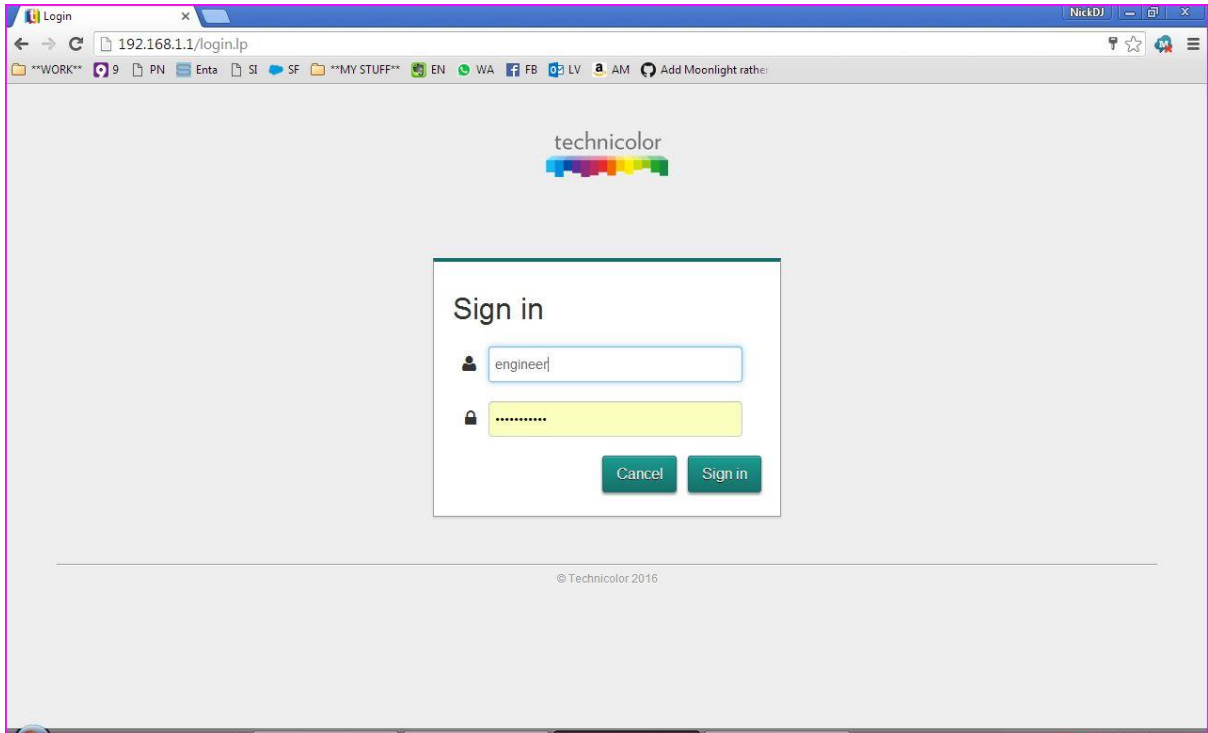 Login
NickDJ
192.168.1.1/login.lp
**WORK** 9 PN Enta SI SF **MY STUFF** EN WA FB LV AM Add Moonlight rather
technicolor
Sign in
engineer
•••••••••••
Cancel Sign in
© Technicolor 2016